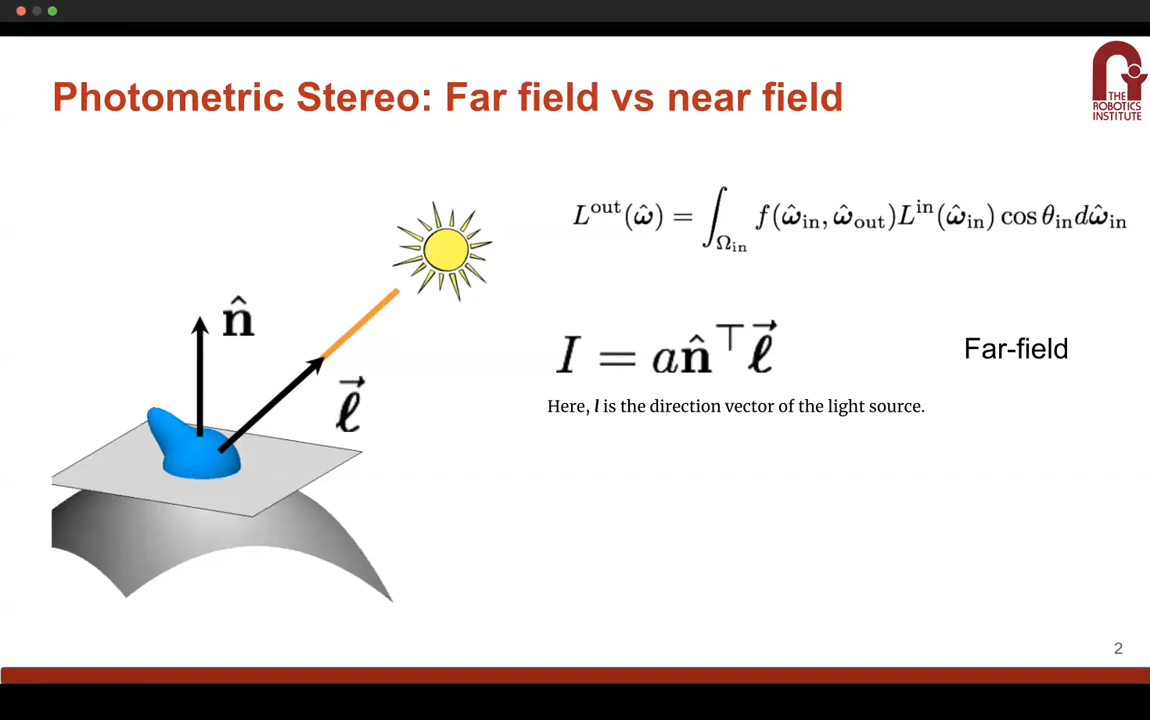 Photometric Stereo: Far field vs near field
THE
ROBOTICS
INSTITUTE
L^out(ω̂) = ∫_Ω_in f(ω̂_in, ω̂_out)L^in(ω̂_in) cos θ_in dω̂_in
n̂
I = an̂^⊤ℓ⃗
Far-field
ℓ⃗
Here, l is the direction vector of the light source.
2